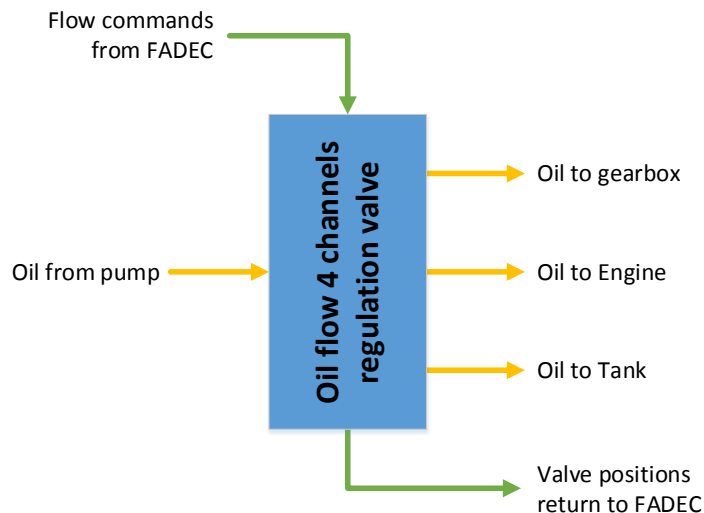 Flow commands
from FADEC
Oil flow 4 channels
regulation valve
Oil to gearbox
Oil from pump
Oil to Engine
Oil to Tank
Valve positions
return to FADEC